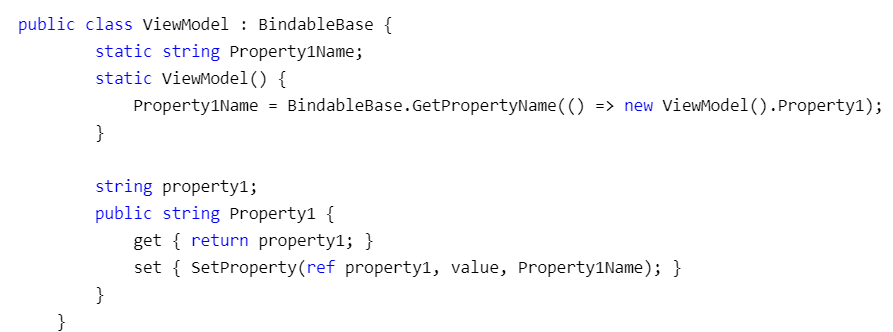 public class ViewModel : BindableBase {
        static string Property1Name;
        static ViewModel() {
            Property1Name = BindableBase.GetPropertyName(() => new ViewModel().Property1);
        }

        string property1;
        public string Property1 {
            get { return property1; }
            set { SetProperty(ref property1, value, Property1Name); }
        }
    }